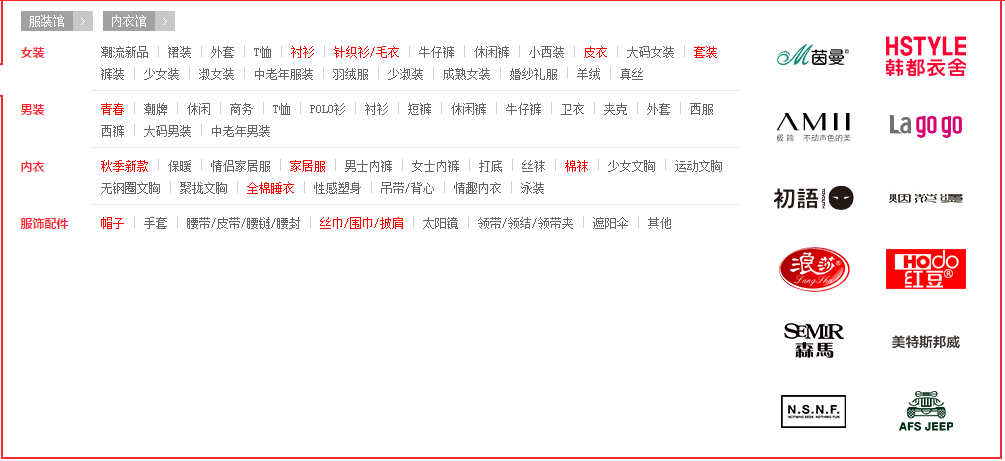 服装馆 > 内衣馆 >
女装 潮流新品 | 裙装 | 外套 | T恤 | 衬衫 | 针织衫/毛衣 | 牛仔裤 | 休闲裤 | 小西装 | 皮衣 | 大码女装 | 套装
裤装 | 少女装 | 淑女装 | 中老年服装 | 羽绒服 | 少淑装 | 成熟女装 | 婚纱礼服 | 羊绒 | 真丝
男装 青春 | 潮牌 | 休闲 | 商务 | T恤 | POLO衫 | 衬衫 | 短裤 | 休闲裤 | 牛仔裤 | 卫衣 | 夹克 | 外套 | 西服
西裤 | 大码男装 | 中老年男装
内衣 秋季新款 | 保暖 | 情侣家居服 | 家居服 | 男士内裤 | 女士内裤 | 打底 | 丝袜 | 棉袜 | 少女文胸 | 运动文胸
无钢圈文胸 | 聚拢文胸 | 全棉睡衣 | 性感塑身 | 吊带/背心 | 情趣内衣 | 泳装
服饰配件 帽子 | 手套 | 腰带/皮带/腰链/腰封 | 丝巾/围巾/披肩 | 太阳镜 | 领带/领结/领带夹 | 遮阳伞 | 其他
茵曼®
HSTYLE
韩都衣舍
AMII
极简 不动声色的美
Lagogo
初語
浪莎®
LangSha
HOdo
红豆®
SEMIR
森馬
美特斯邦威
N.S.N.F.
NOTHING SEEK NOTHING FUN
AFS JEEP